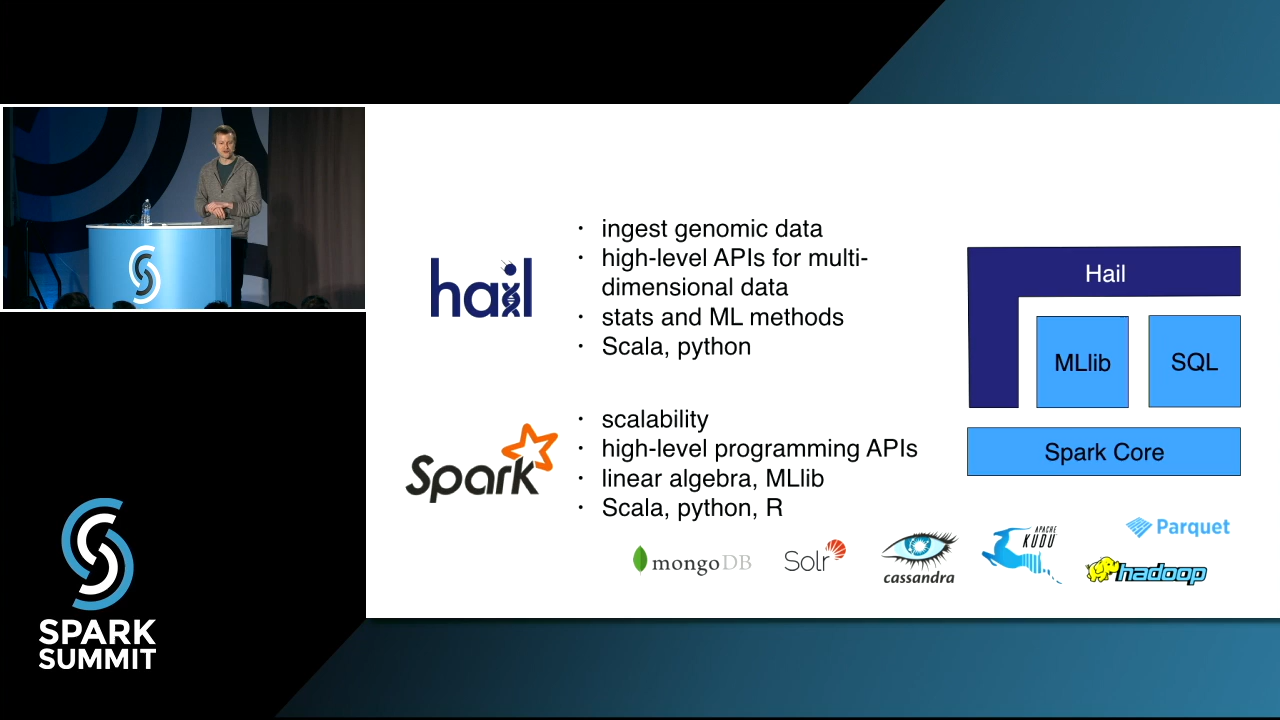 hail
· ingest genomic data
· high-level APIs for multi-
dimensional data
· stats and ML methods
· Scala, python
Spark
· scalability
· high-level programming APIs
· linear algebra, MLlib
· Scala, python, R
Hail
MLlib
SQL
Spark Core
mongoDB
Solr
cassandra
APACHE
KUDU
Parquet
hadoop
SPARK
SUMMIT